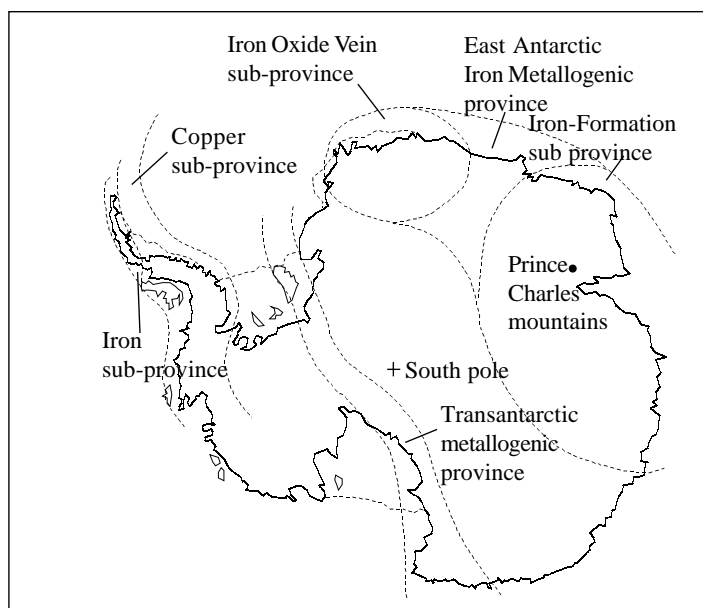 Iron Oxide Vein
sub-province
East Antarctic
Iron Metallogenic
province
Iron-Formation
sub province
Copper
sub-province
Prince
Charles
mountains
Iron
sub-province
South pole
Transantarctic
metallogenic
province